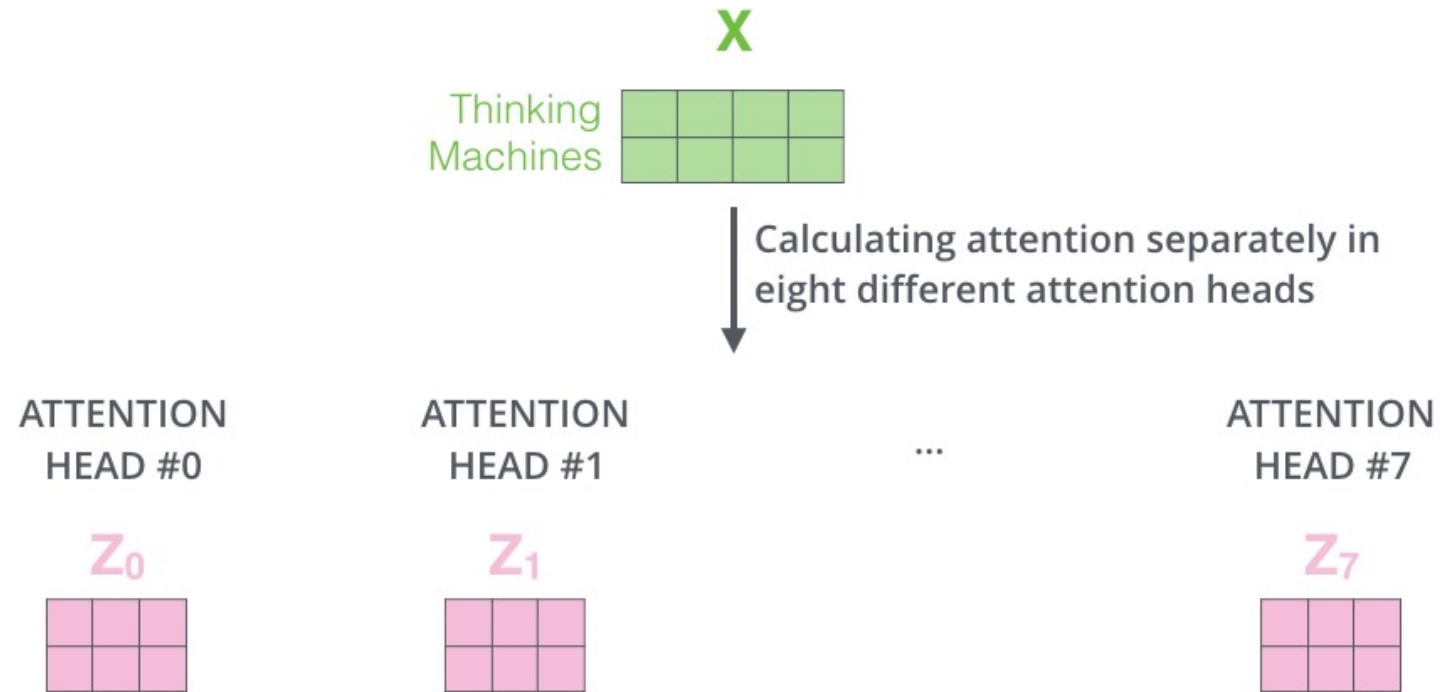 X
Thinking
Machines
Calculating attention separately in
eight different attention heads
ATTENTION
HEAD #0
ATTENTION
HEAD #1
...
ATTENTION
HEAD #7
Z0
Z1
Z7